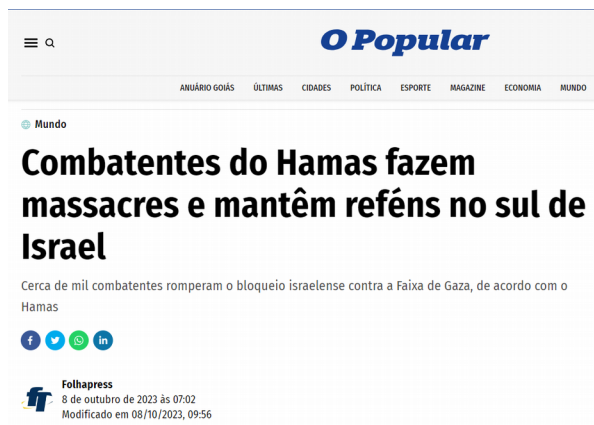 O Popular
ANUÁRIO GOIÁS ÚLTIMAS CIDADES POLÍTICA ESPORTE MAGAZINE ECONOMIA MUNDO
Mundo
Combatentes do Hamas fazem
massacres e mantêm reféns no sul de
Israel
Cerca de mil combatentes romperam o bloqueio israelense contra a Faixa de Gaza, de acordo com o
Hamas
Folhapress
8 de outubro de 2023 às 07:02
Modificado em 08/10/2023, 09:56